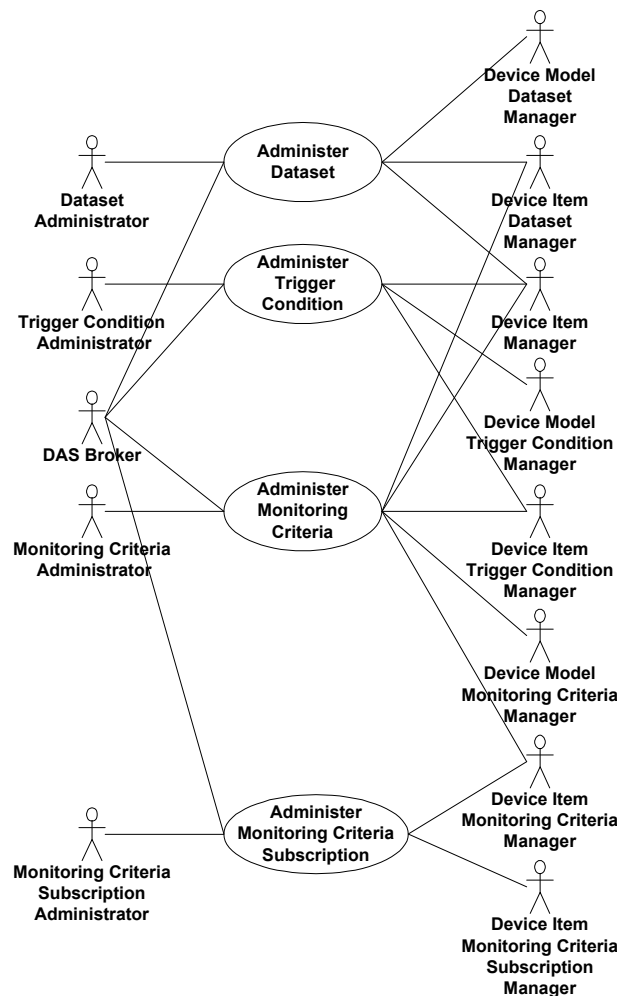 Device Model
Dataset
Manager
Administer
Dataset
Dataset
Administrator
Device Item
Dataset
Manager
Administer
Trigger
Condition
Trigger Condition
Administrator
Device Item
Manager
Device Model
Trigger Condition
Manager
DAS Broker
Administer
Monitoring
Criteria
Monitoring Criteria
Administrator
Device Item
Trigger Condition
Manager
Device Model
Monitoring Criteria
Manager
Device Item
Monitoring Criteria
Manager
Administer
Monitoring Criteria
Subscription
Monitoring Criteria
Subscription
Administrator
Device Item
Monitoring Criteria
Subscription
Manager